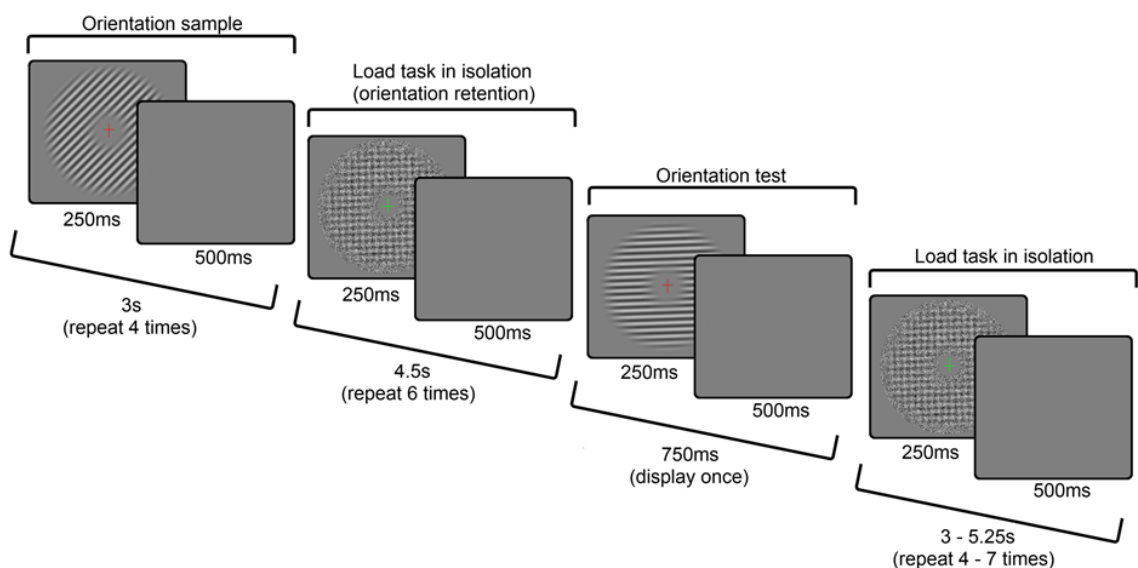 Orientation sample
250ms
500ms
3s
(repeat 4 times)
Load task in isolation
(orientation retention)
250ms
500ms
4.5s
(repeat 6 times)
Orientation test
250ms
500ms
750ms
(display once)
Load task in isolation
250ms
500ms
3 - 5.25s
(repeat 4 - 7 times)